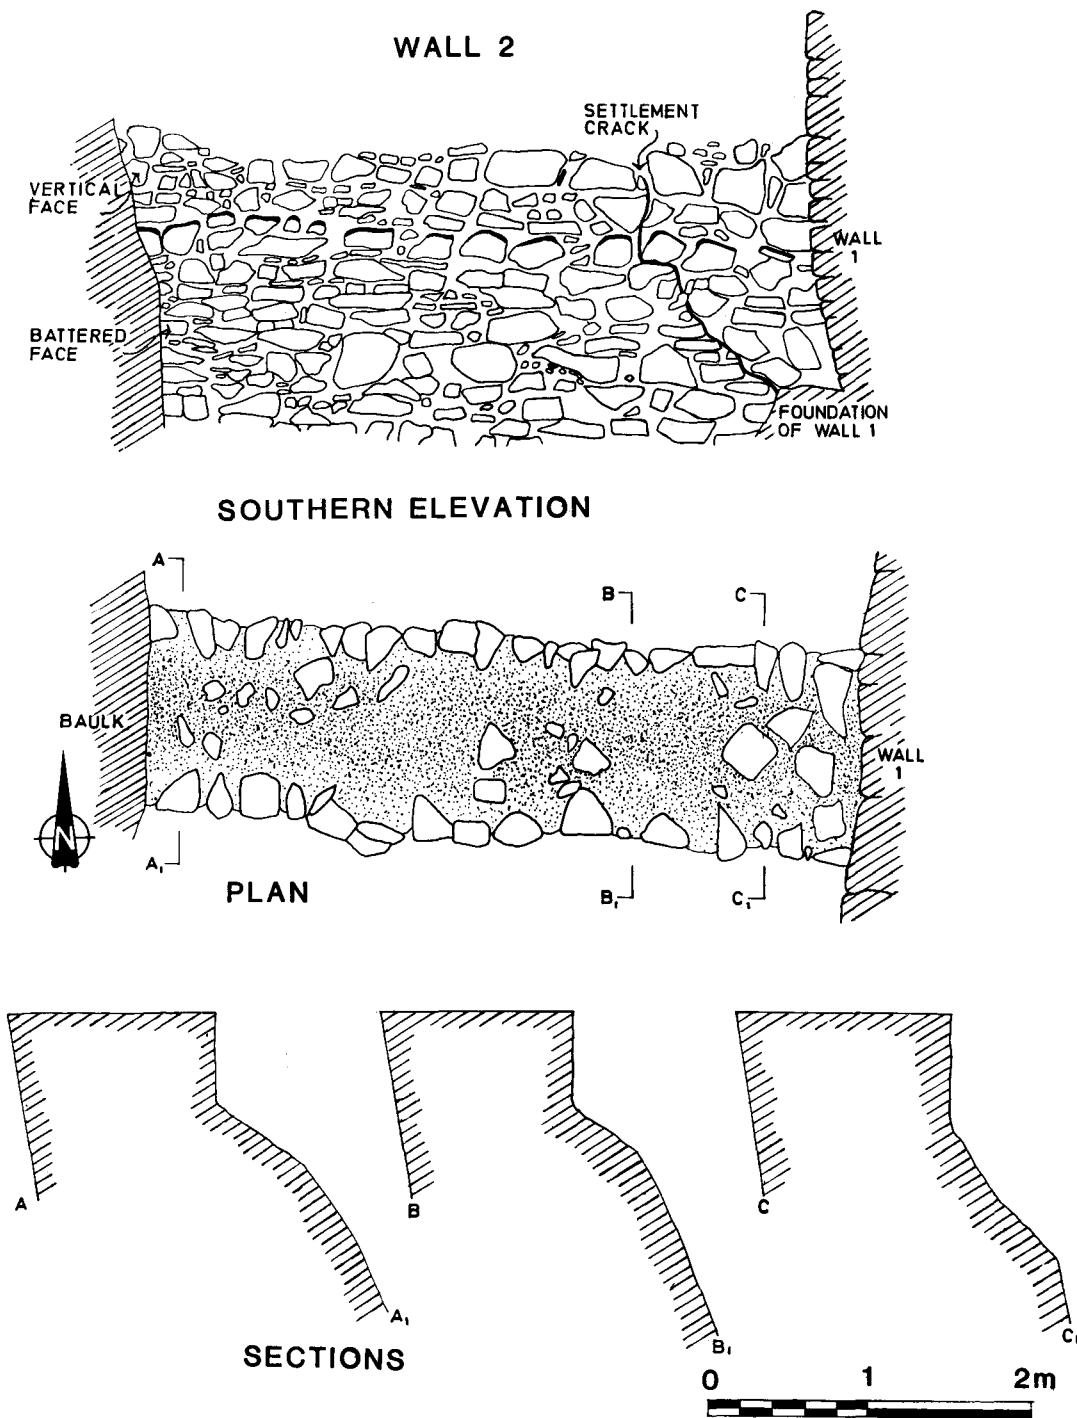 WALL 2
SETTLEMENT
CRACK
VERTICAL
FACE
WALL
1
BATTERED
FACE
FOUNDATION
OF WALL 1
SOUTHERN ELEVATION
A
B
C
BAULK
WALL
1
N
A₁
B₁
C₁
PLAN
A
B
C
A₁
B₁
C₁
SECTIONS
0 1 2m